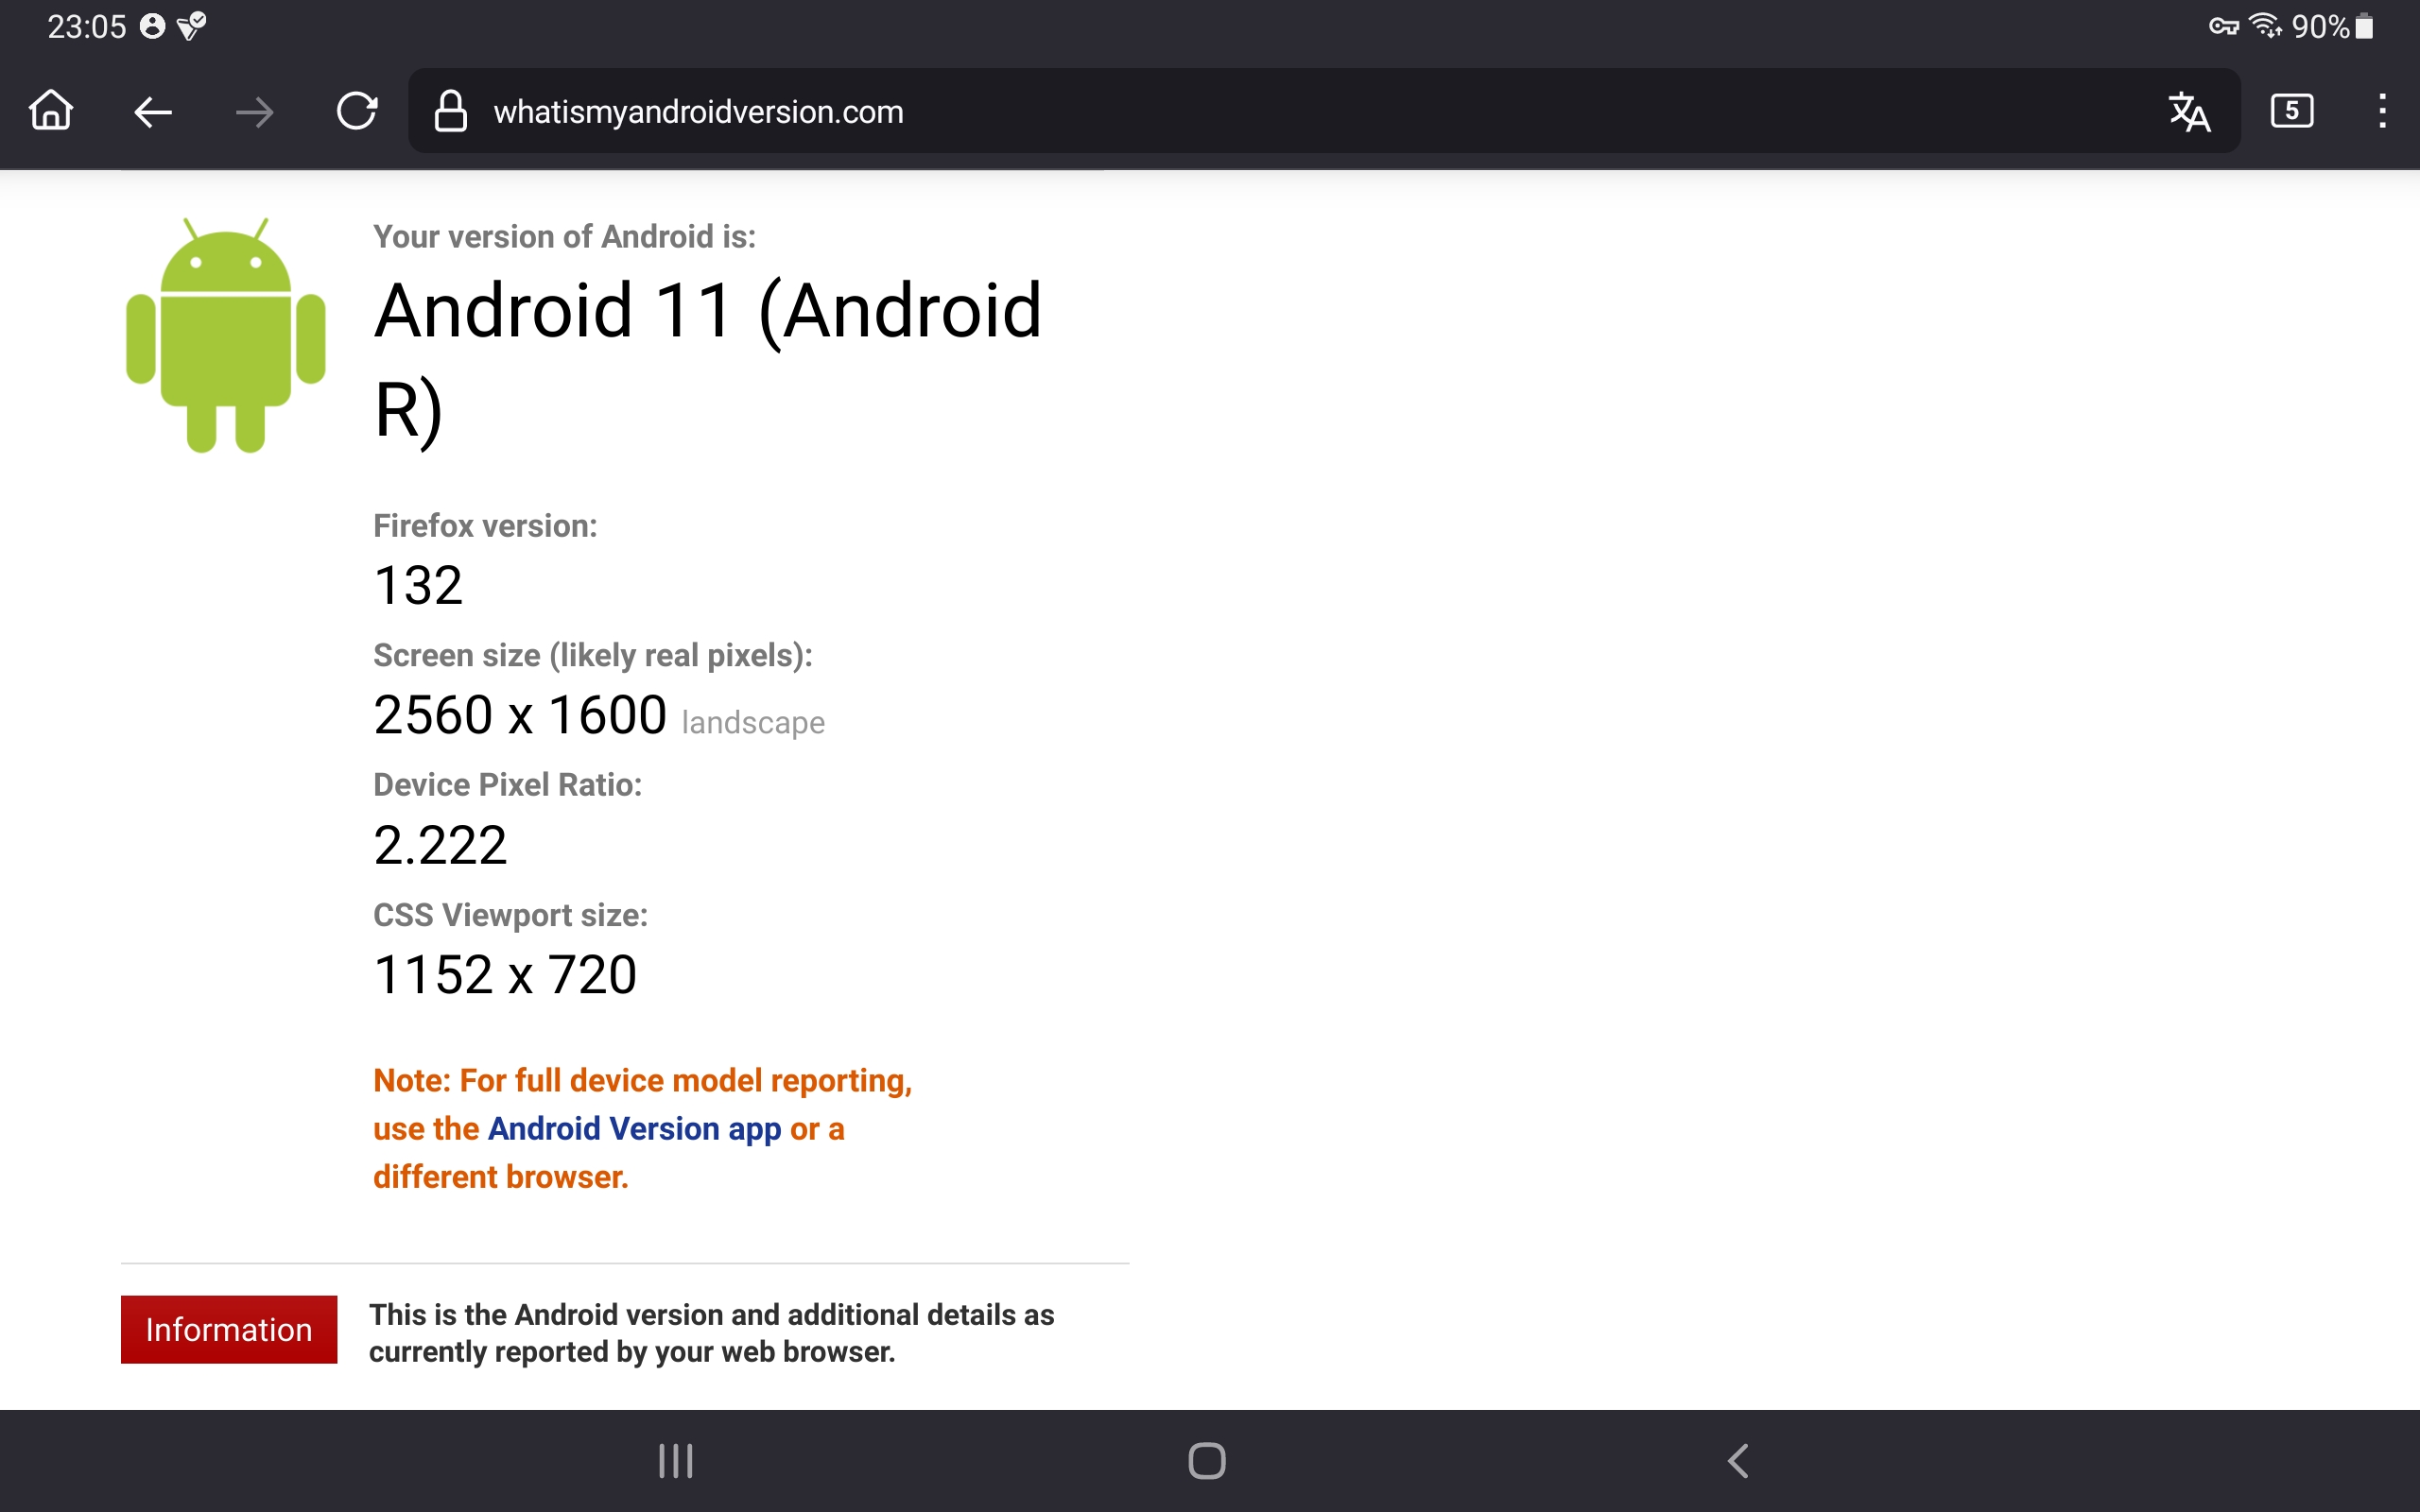 23:05
90%
whatismyandroidversion.com
5
Your version of Android is:
Android 11 (Android
R)
Firefox version:
132
Screen size (likely real pixels):
2560 x 1600 landscape
Device Pixel Ratio:
2.222
CSS Viewport size:
1152 x 720
Note: For full device model reporting,
use the Android Version app or a
different browser.
Information
This is the Android version and additional details as
currently reported by your web browser.